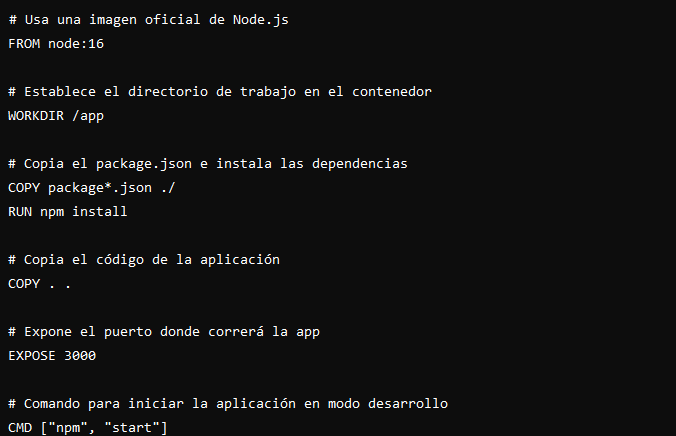 # Usa una imagen oficial de Node.js
FROM node:16
# Establece el directorio de trabajo en el contenedor
WORKDIR /app
# Copia el package.json e instala las dependencias
COPY package*.json ./
RUN npm install
# Copia el código de la aplicación
COPY . .
# Expone el puerto donde correrá la app
EXPOSE 3000
# Comando para iniciar la aplicación en modo desarrollo
CMD ["npm", "start"]